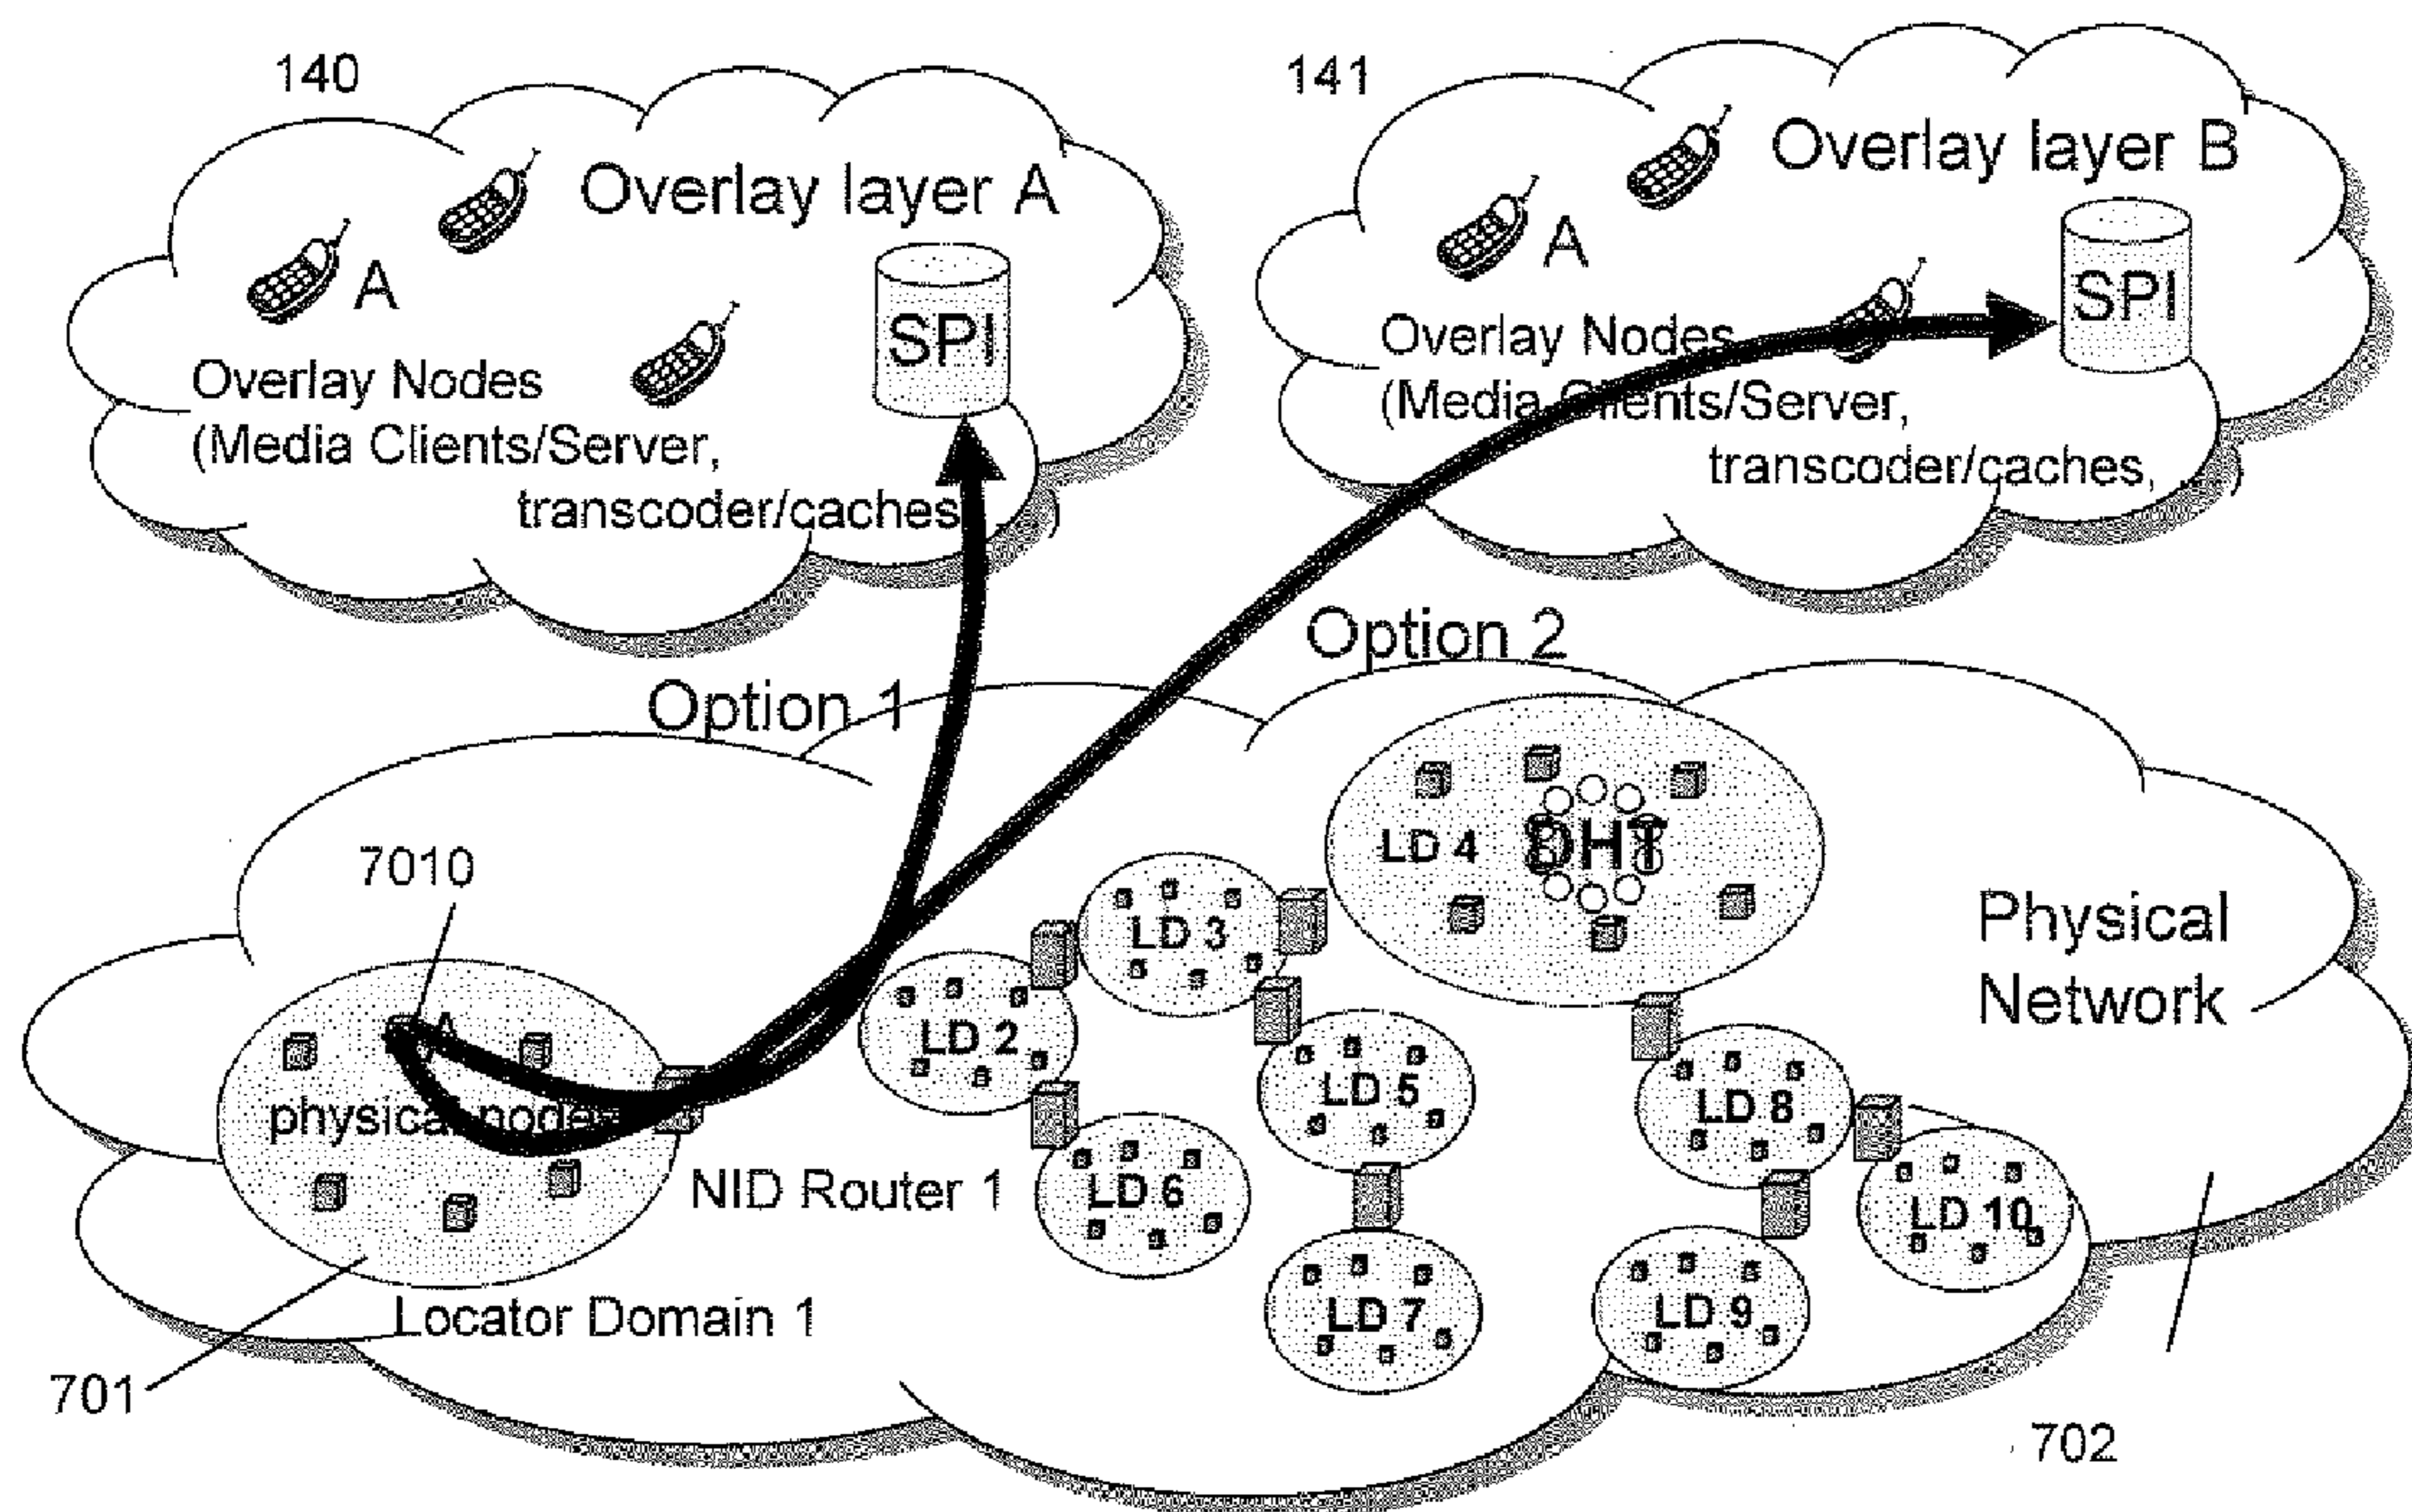 140
141
Overlay layer A
A
SPI
Overlay Nodes
(Media Clients/Server,
transcoder/caches
)
Overlay layer B
A
SPI
Overlay Nodes
(Media Clients/Server,
transcoder/caches,
)
Option 1
Option 2
7010
A
physical nodes
NID Router 1
Locator Domain 1
701
LD 2
LD 3
LD 4
DHT
LD 5
LD 6
LD 7
LD 8
LD 9
LD 10
Physical
Network
702